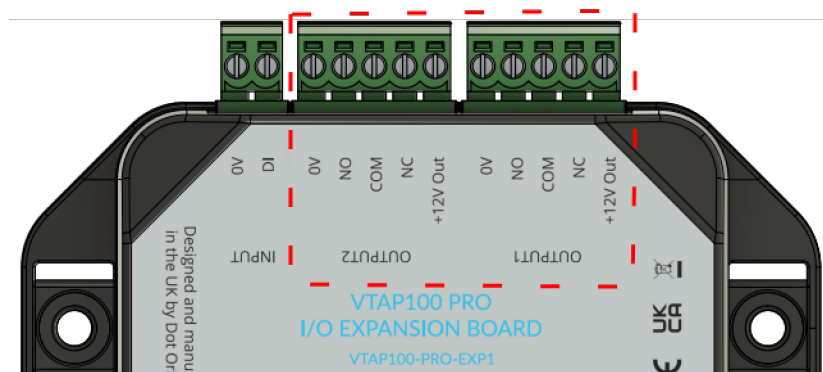 0V
DI
0V
NO
COM
NC
+12V Out
0V
NO
COM
NC
+12V Out
INPUT
OUTPUT2
OUTPUT1
Designed and manu
in the UK by Dot Or
VTAP100 PRO
I/O EXPANSION BOARD
VTAP100-PRO-EXP1
UK
CA
CE